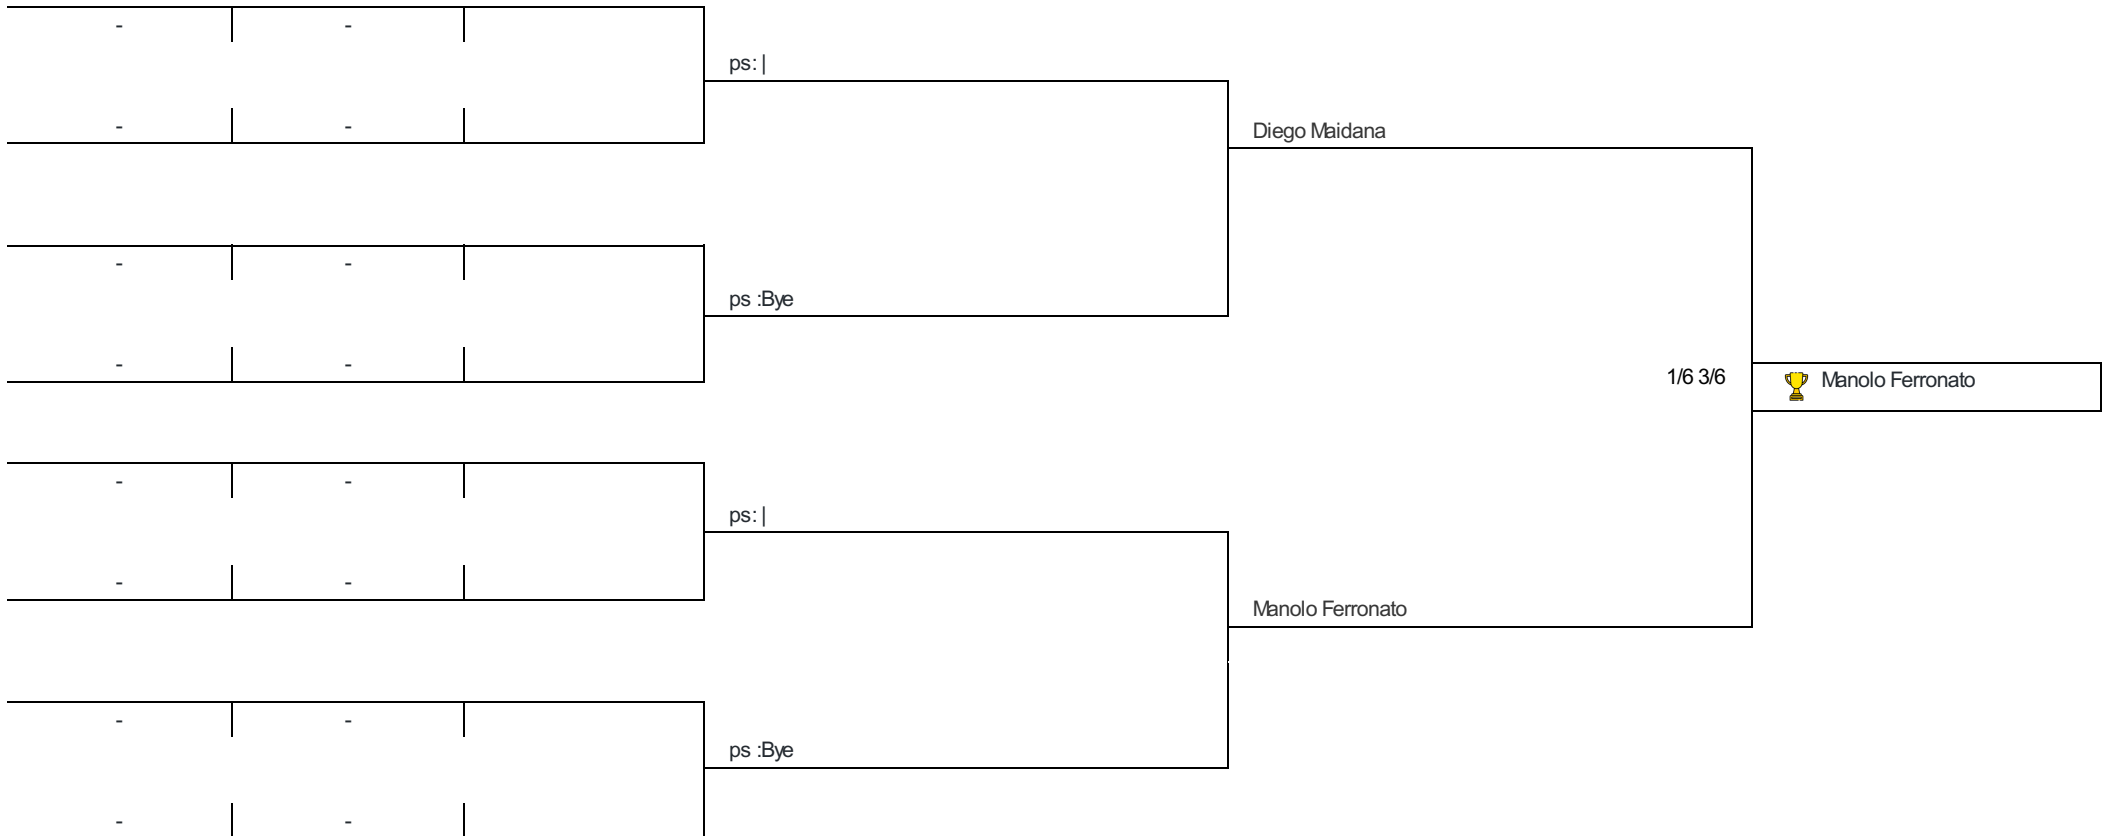 - -
ps: |
- -
Diego Maidana
- -
ps :Bye
- -
1/6 3/6
Manolo Ferronato
- -
ps: |
- -
Manolo Ferronato
- -
ps :Bye
- -